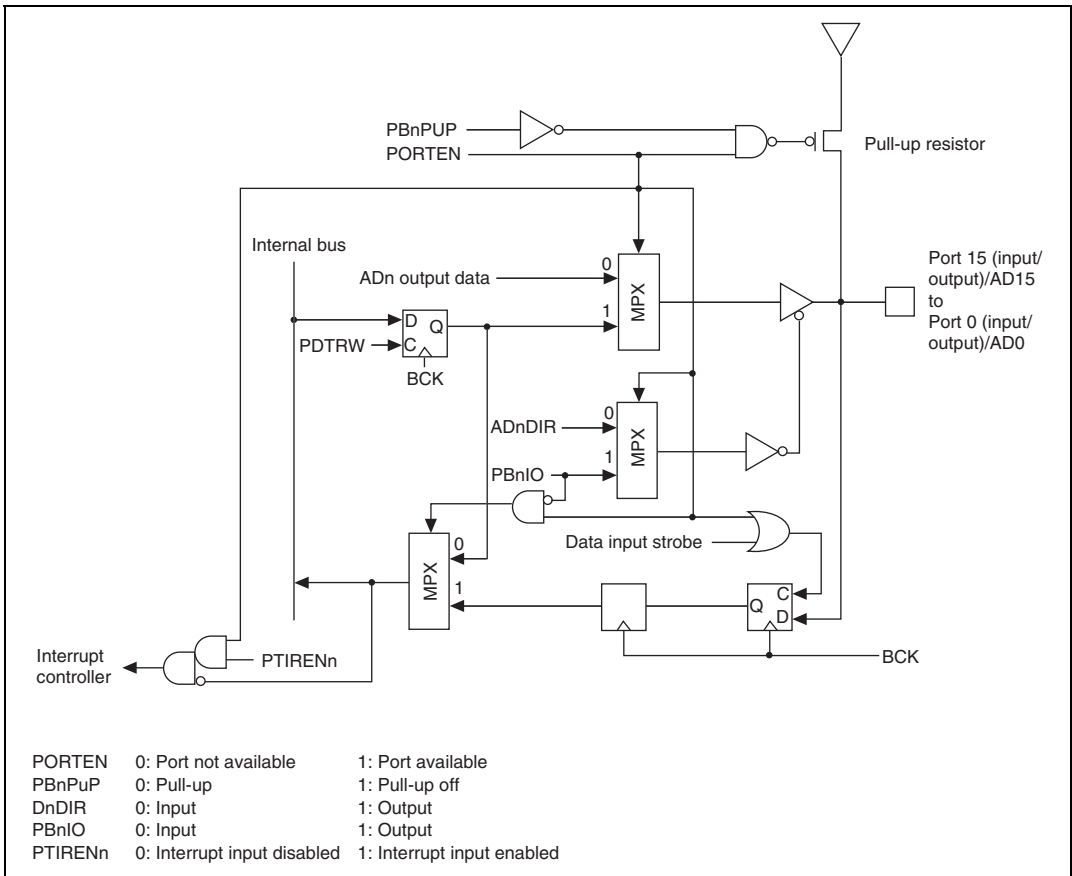 PBnPUP
PORTEN
Pull-up resistor
Internal bus
ADn output data
0
1
MPX
Port 15 (input/
output)/AD15
to
Port 0 (input/
output)/AD0
D
Q
PDTRW
C
BCK
ADnDIR
0
1
MPX
PBnIO
Data input strobe
0
1
MPX
Q
C
D
BCK
Interrupt
controller
PTIRENn
PORTEN 0: Port not available 1: Port available
PBnPuP 0: Pull-up 1: Pull-up off
DnDIR 0: Input 1: Output
PBnIO 0: Input 1: Output
PTIRENn 0: Interrupt input disabled 1: Interrupt input enabled